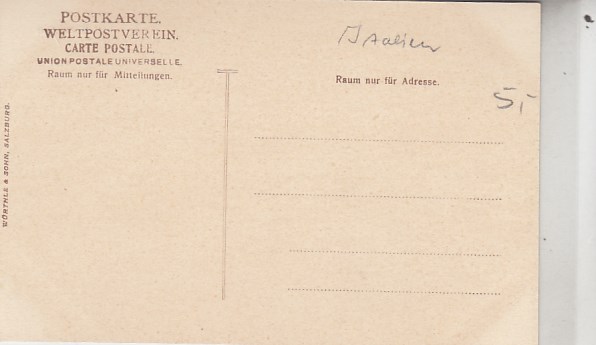 POSTKARTE.
WELTPOSTVEREIN.
CARTE POSTALE.
UNION POSTALE UNIVERSELLE.
Raum nur für Mitteilungen.
Italien
Raum nur für Adresse.
5,-
WÜRTHLE & SOHN, SALZBURG.